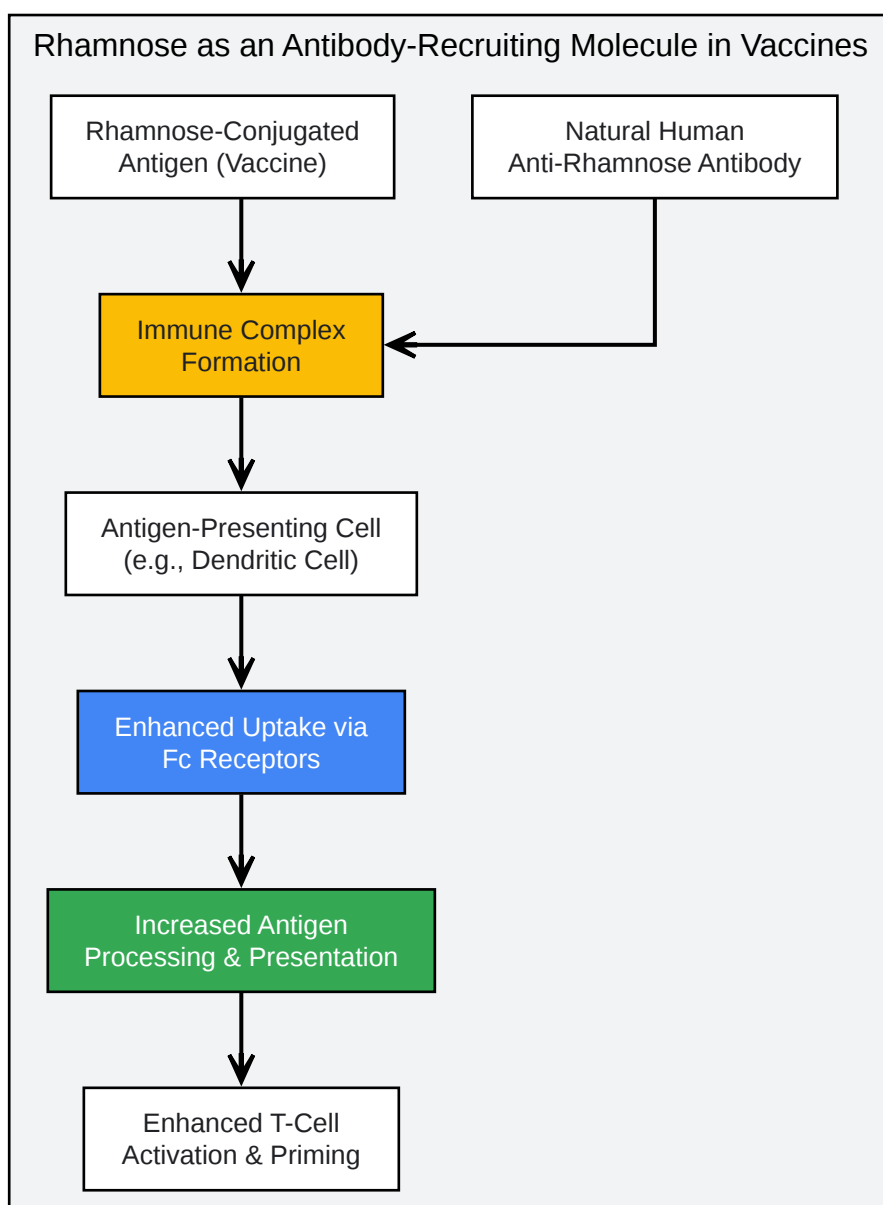 Rhamnose as an Antibody-Recruiting Molecule in Vaccines
Rhamnose-Conjugated
Antigen (Vaccine)
Natural Human
Anti-Rhamnose Antibody
Immune Complex
Formation
Antigen-Presenting Cell
(e.g., Dendritic Cell)
Enhanced Uptake via
Fc Receptors
Increased Antigen
Processing & Presentation
Enhanced T-Cell
Activation & Priming